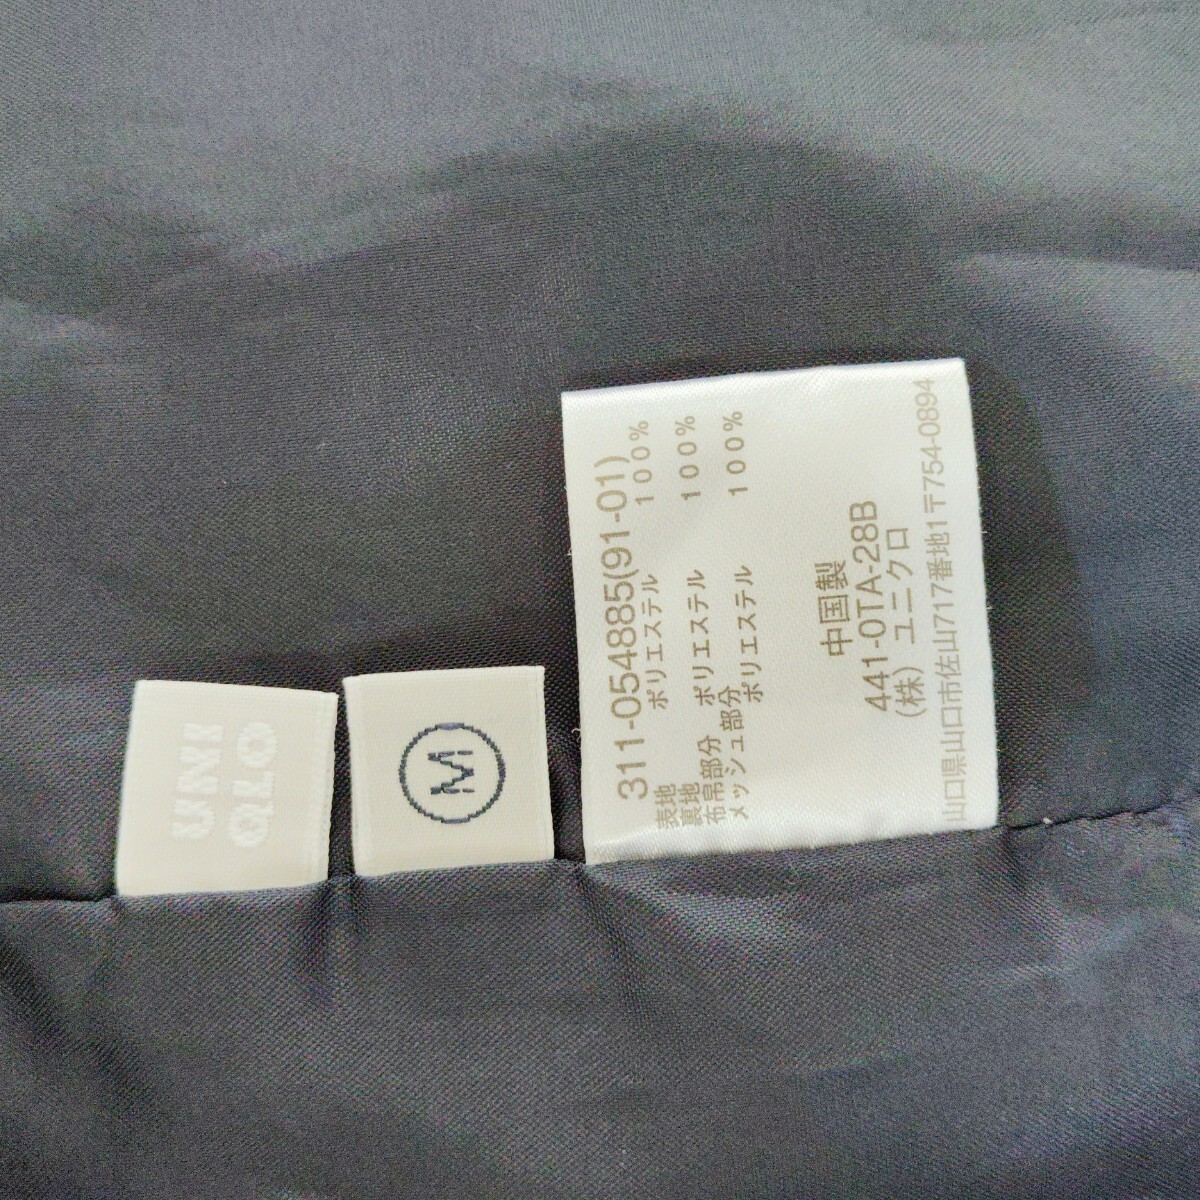 UNI
QLO
M
311-054885(91-01)
表地 ポリエステル 100%
裏地
布帛部分 ポリエステル 100%
メッシュ部分 ポリエステル 100%
中国製
441-0TA-28B
(株) ユニクロ
山口県山口市佐山717番地1〒754-0894